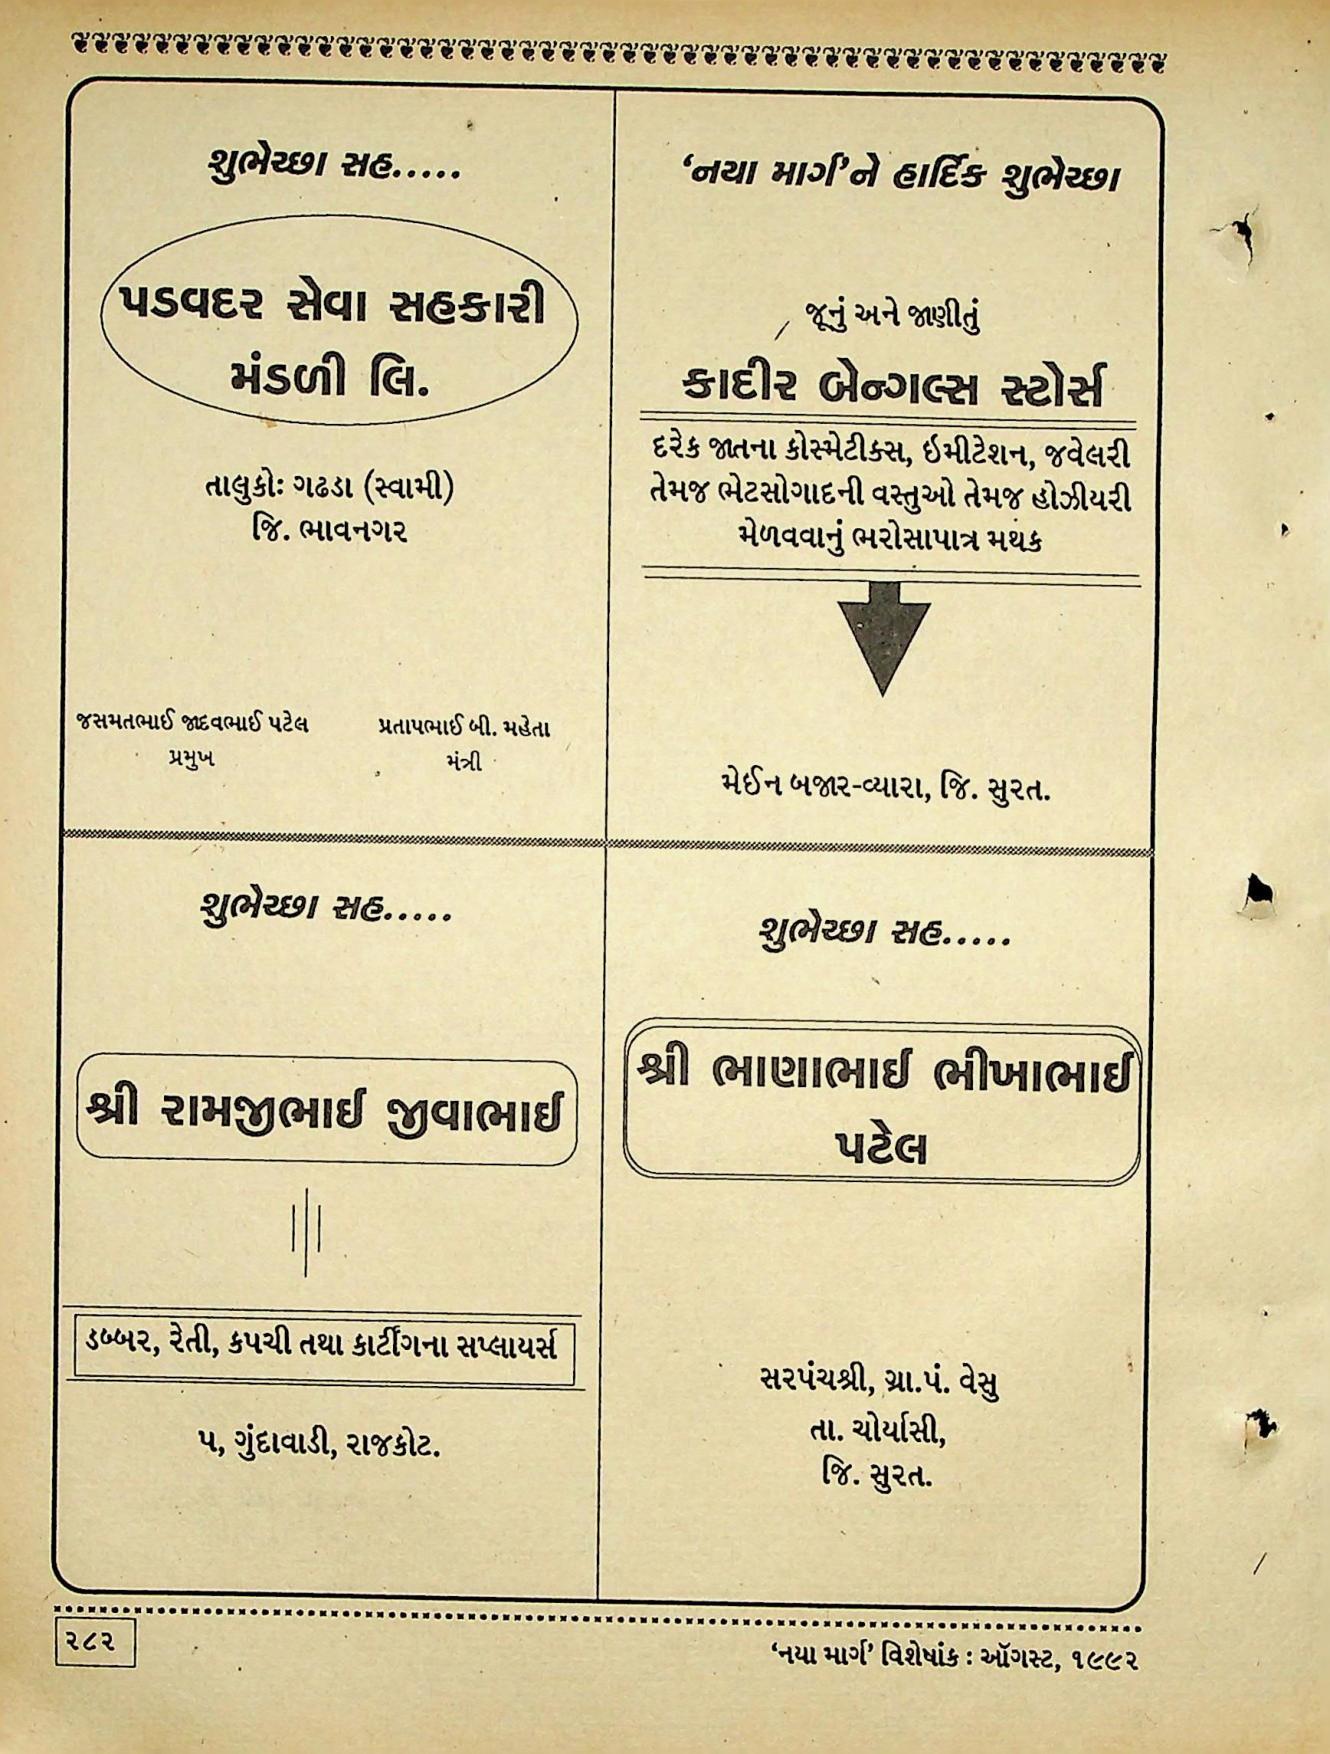 શુભેચ્છા સહ.....
પડવદર સેવા સહકારી
મંડળી લિ.
તાલુકોઃ ગઢડા (સ્વામી)
જિ. ભાવનગર
જસમતભાઈ જાદવભાઈ પટેલ
પ્રમુખ
પ્રતાપભાઈ બી. મહેતા
મંત્રી
‘નયા માર્ગ’ને હાર્દિક શુભેચ્છા
જૂનું અને જાણીતું
કાદીર બેન્ગલ્સ સ્ટોર્સ
દરેક જાતના કોસ્મેટીક્સ, ઇમીટેશન, જવેલરી
તેમજ ભેટસોગાદની વસ્તુઓ તેમજ હોઝીયરી
મેળવવાનું ભરોસાપાત્ર મથક
મેઈન બજાર-વ્યારા, જિ. સુરત.
શુભેચ્છા સહ.....
શ્રી રામજીભાઈ જીવાભાઈ
ડબ્બર, રેતી, કપચી તથા કાર્ટીંગના સપ્લાયર્સ
૫, ગુંદાવાડી, રાજકોટ.
શુભેચ્છા સહ.....
શ્રી ભાણાભાઈ ભીખાભાઈ
પટેલ
સરપંચશ્રી, ગ્રા.પં. વેસુ
તા. ચોર્યાસી,
જિ. સુરત.
૨૮૨
‘નયા માર્ગ’ વિશેષાંક : ઑગસ્ટ, ૧૯૯૨